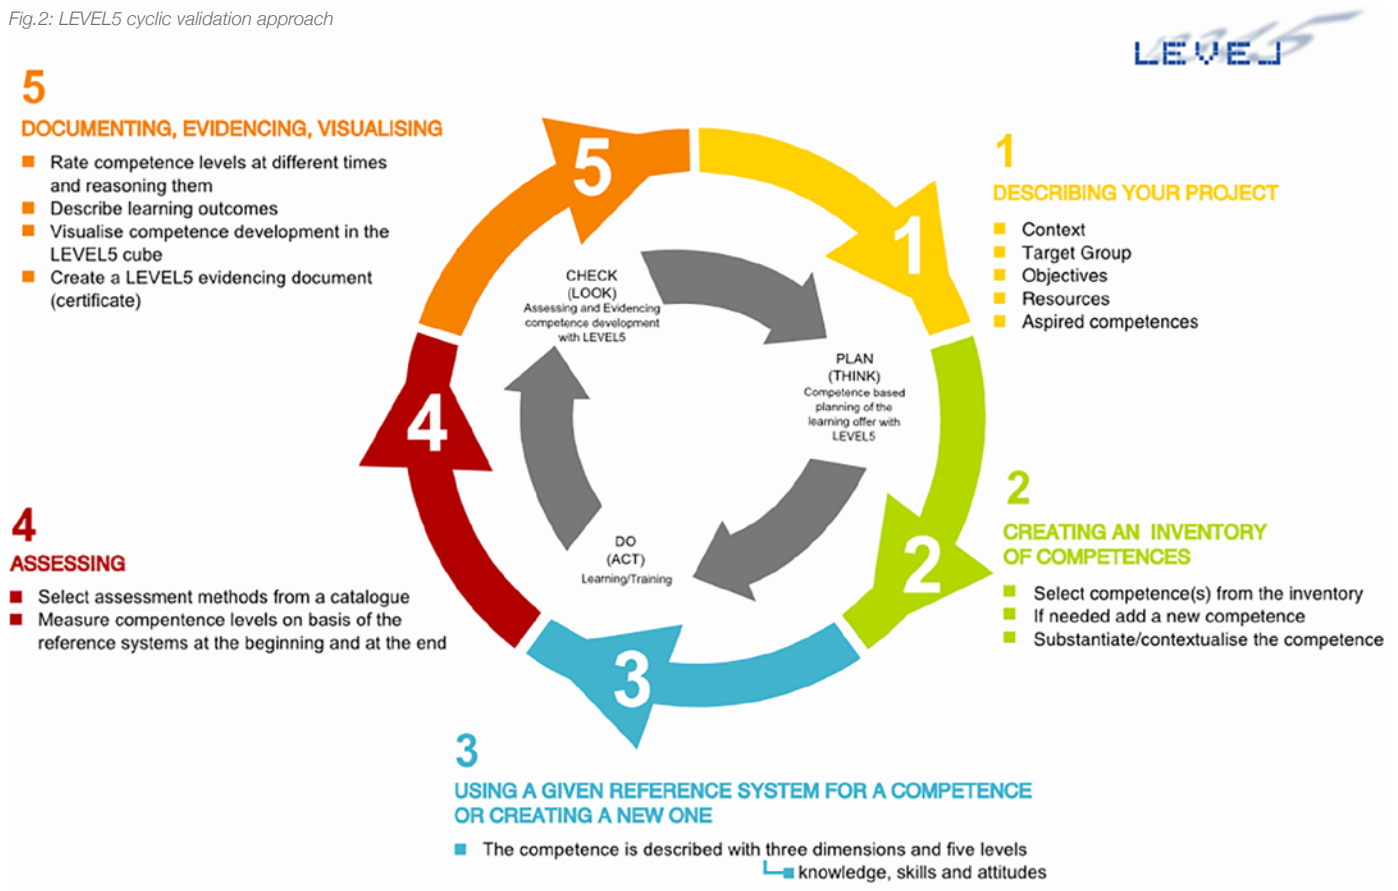 Fig.2: LEVEL5 cyclic validation approach
LEVEL5
5
DOCUMENTING, EVIDENCING, VISUALISING
Rate competence levels at different times
and reasoning them
Describe learning outcomes
Visualise competence development in the
LEVEL5 cube
Create a LEVEL5 evidencing document
(certificate)
1
DESCRIBING YOUR PROJECT
Context
Target Group
Objectives
Resources
Aspired competences
5
1
CHECK
(LOOK)
Assessing and Evidencing
competence development
with LEVEL5
PLAN
(THINK)
Competence based
planning of the
learning offer with
LEVEL5
4
2
DO
(ACT)
Learning/Training
3
2
CREATING AN INVENTORY
OF COMPETENCES
Select competence(s) from the inventory
If needed add a new competence
Substantiate/contextualise the competence
4
ASSESSING
Select assessment methods from a catalogue
Measure compentence levels on basis of the
reference systems at the beginning and at the end
3
USING A GIVEN REFERENCE SYSTEM FOR A COMPETENCE
OR CREATING A NEW ONE
The competence is described with three dimensions and five levels
knowledge, skills and attitudes